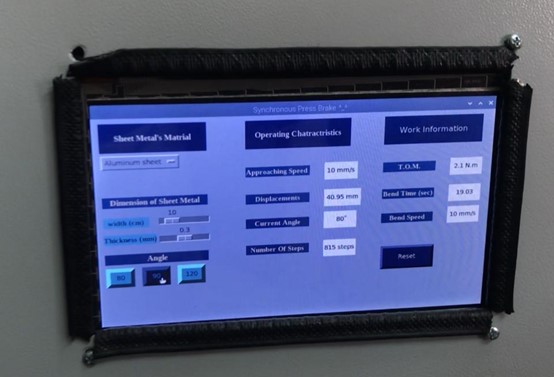 Synchronous Press Brake ^_^
Sheet Metal's Matrial
Aluminum sheet
Dimension of Sheet Metal
10
width (cm)
0.3
Thickness (mm)
Angle
80
90
120
Operating Chatractristics
Approaching Speed
10 mm/s
Displacements
40.95 mm
Current Angle
80°
Number Of Steps
815 steps
Work Information
T.O.M.
2.1 N.m
Bend Time (sec)
19.03
Bend Speed
10 mm/s
Reset